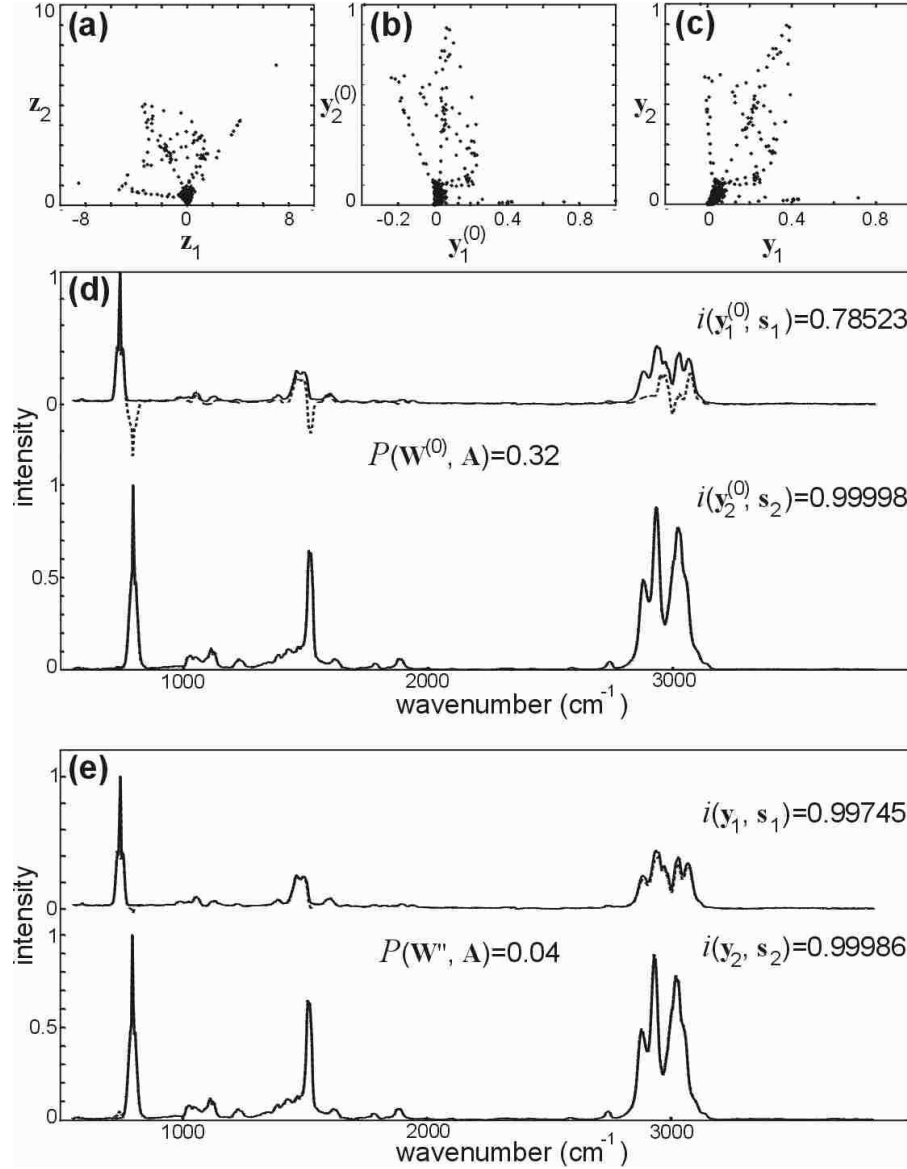 (a)
10
z2
0
-8
0
8
z1
(b)
1
y2(0)
0
-0.2
0
0.4
0.8
y1(0)
(c)
1
y2
0
0
0.4
0.8
y1
(d)
1
i(y1(0), s1)=0.78523
0
intensity
P(W(0), A)=0.32
1
i(y2(0), s2)=0.99998
0.5
0
1000
2000
3000
wavenumber (cm-1)
(e)
1
i(y1, s1)=0.99745
0
intensity
P(W", A)=0.04
1
i(y2, s2)=0.99986
0.5
0
1000
2000
3000
wavenumber (cm-1)